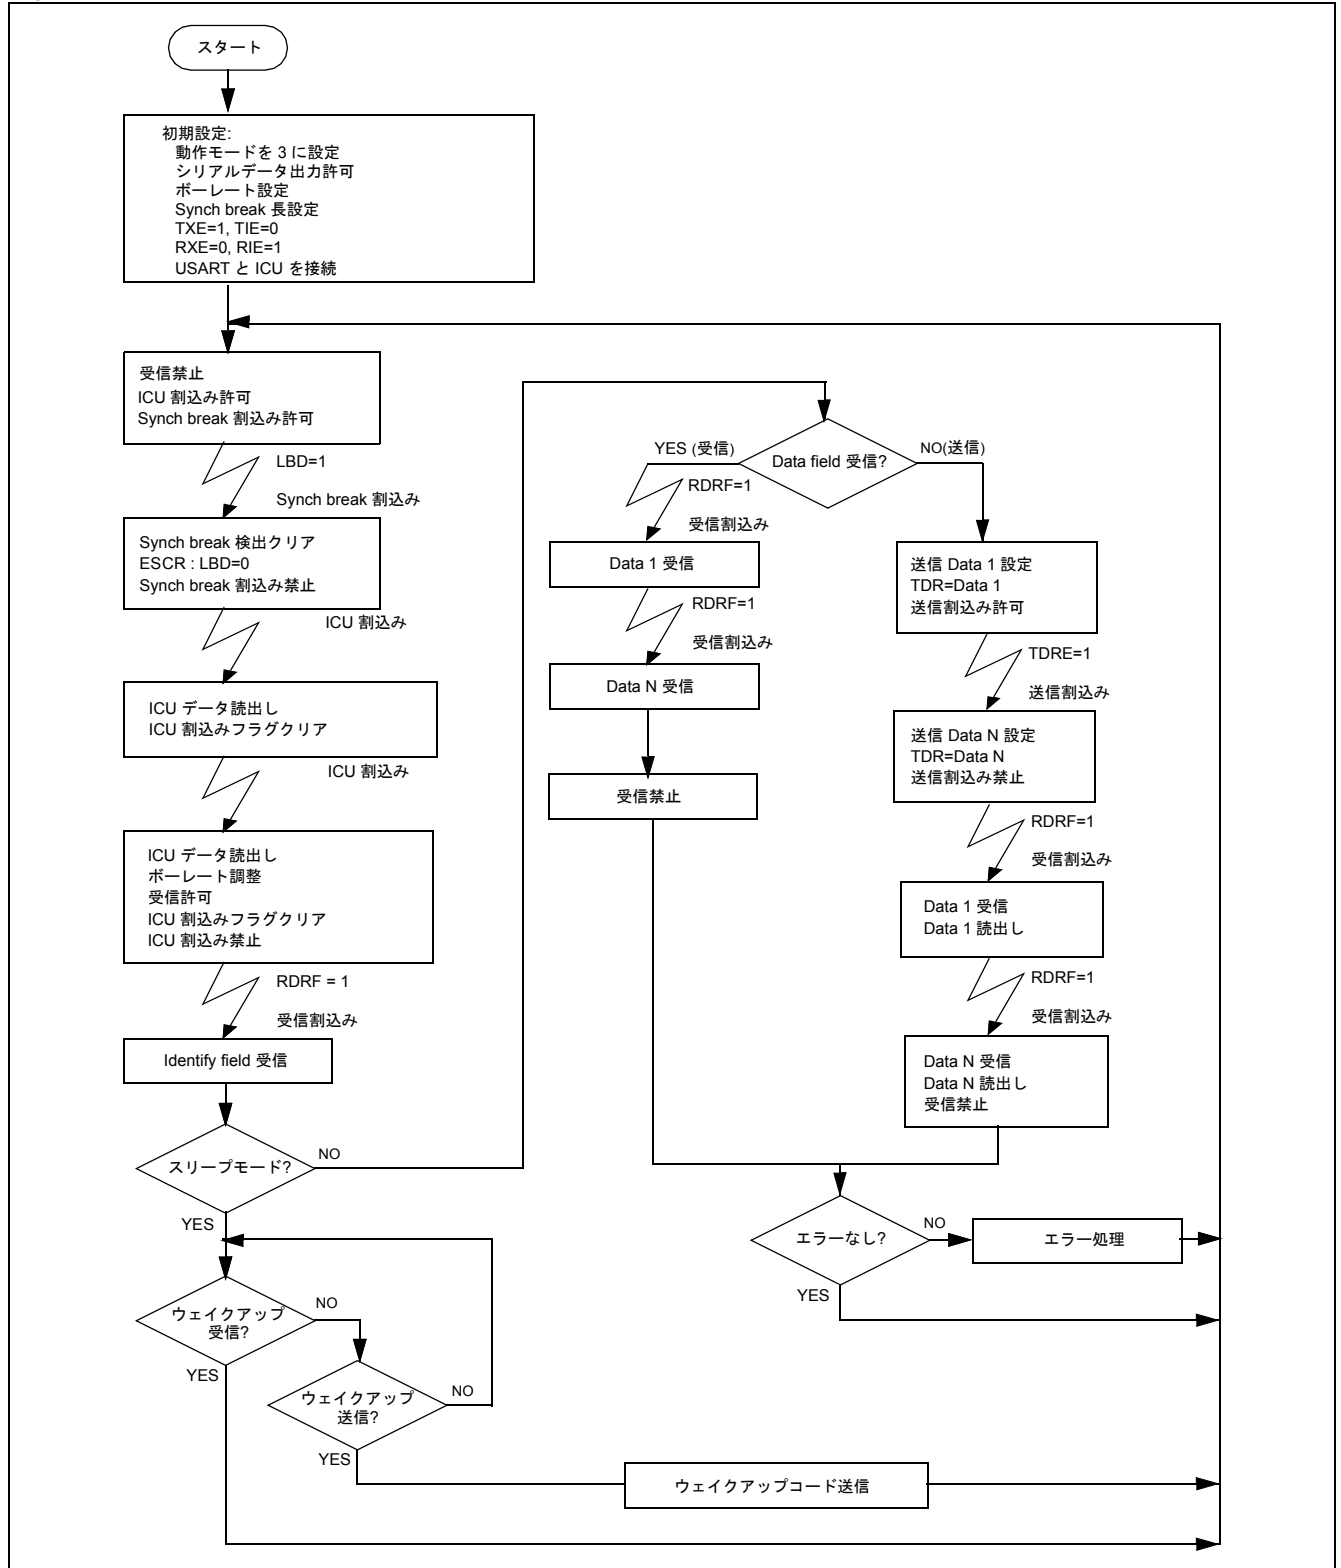 スタート
初期設定:
動作モードを 3 に設定
シリアルデータ出力許可
ボーレート設定
Synch break 長設定
TXE=1, TIE=0
RXE=0, RIE=1
USART と ICU を接続
受信禁止
ICU 割込み許可
Synch break 割込み許可
LBD=1
Synch break 割込み
Synch break 検出クリア
ESCR : LBD=0
Synch break 割込み禁止
ICU 割込み
ICU データ読出し
ICU 割込みフラグクリア
ICU 割込み
ICU データ読出し
ボーレート調整
受信許可
ICU 割込みフラグクリア
ICU 割込み禁止
RDRF = 1
受信割込み
Identify field 受信
スリープモード?
NO
YES
ウェイクアップ
受信?
NO
YES
ウェイクアップ
送信?
NO
YES
ウェイクアップコード送信
Data field 受信?
YES (受信)
NO(送信)
RDRF=1
受信割込み
Data 1 受信
RDRF=1
受信割込み
Data N 受信
受信禁止
送信 Data 1 設定
TDR=Data 1
送信割込み許可
TDRE=1
送信割込み
送信 Data N 設定
TDR=Data N
送信割込み禁止
RDRF=1
受信割込み
Data 1 受信
Data 1 読出し
RDRF=1
受信割込み
Data N 受信
Data N 読出し
受信禁止
エラーなし?
NO
エラー処理
YES